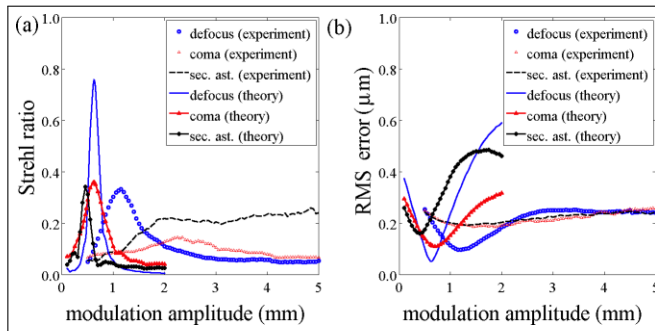 (a)
1.0
0.8
0.6
0.4
0.2
0.0
Strehl ratio
defocus (experiment)
coma (experiment)
sec. ast. (experiment)
defocus (theory)
coma (theory)
sec. ast. (theory)
0 1 2 3 4 5
modulation amplitude (mm)
(b)
1.0
0.8
0.6
0.4
0.2
0.0
RMS error (μm)
defocus (experiment)
coma (experiment)
sec. ast. (experiment)
defocus (theory)
coma (theory)
sec. ast. (theory)
0 1 2 3 4 5
modulation amplitude (mm)